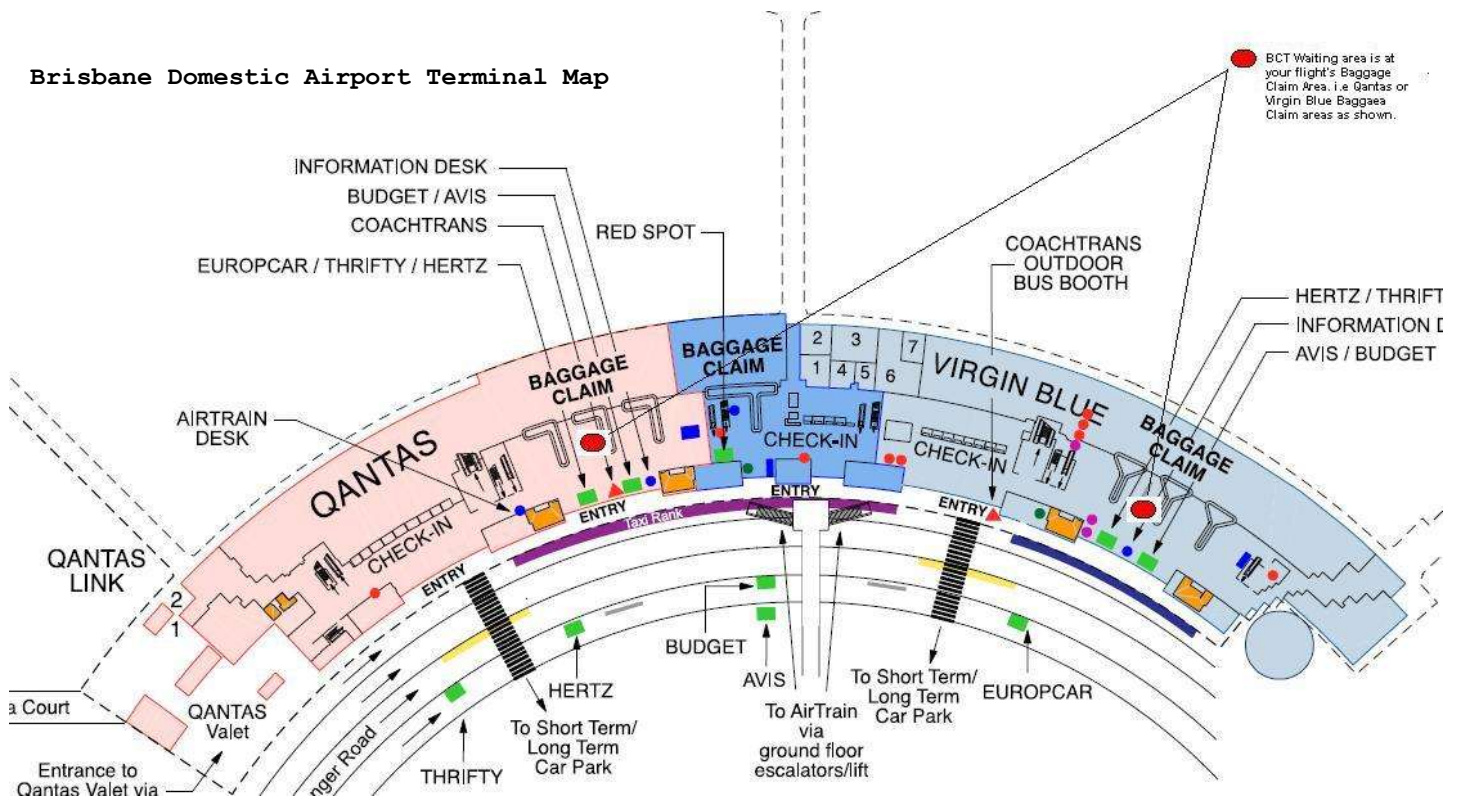 Brisbane Domestic Airport Terminal Map
BCT Waiting area is at
your flight's Baggage
Claim Area. i.e Qantas or
Virgin Blue Baggaea
Claim areas as shown.
INFORMATION DESK
BUDGET / AVIS
COACHTRANS
EUROPCAR / THRIFTY / HERTZ
RED SPOT
COACHTRANS
OUTDOOR
BUS BOOTH
HERTZ / THRIFT
INFORMATION D
AVIS / BUDGET
AIRTRAIN
DESK
QANTAS
BAGGAGE
CLAIM
BAGGAGE
CLAIM
2
3
7
1
4
5
6
VIRGIN BLUE
BAGGAGE
CLAIM
CHECK-IN
CHECK-IN
CHECK-IN
ENTRY
ENTRY
ENTRY
ENTRY
Taxi Rank
QANTAS
LINK
2
1
QANTAS
Valet
a Court
Entrance to
Qantas Valet via
nger Road
THRIFTY
HERTZ
To Short Term/
Long Term
Car Park
BUDGET
AVIS
To AirTrain
via
ground floor
escalators/lift
To Short Term/
Long Term
Car Park
EUROPCAR